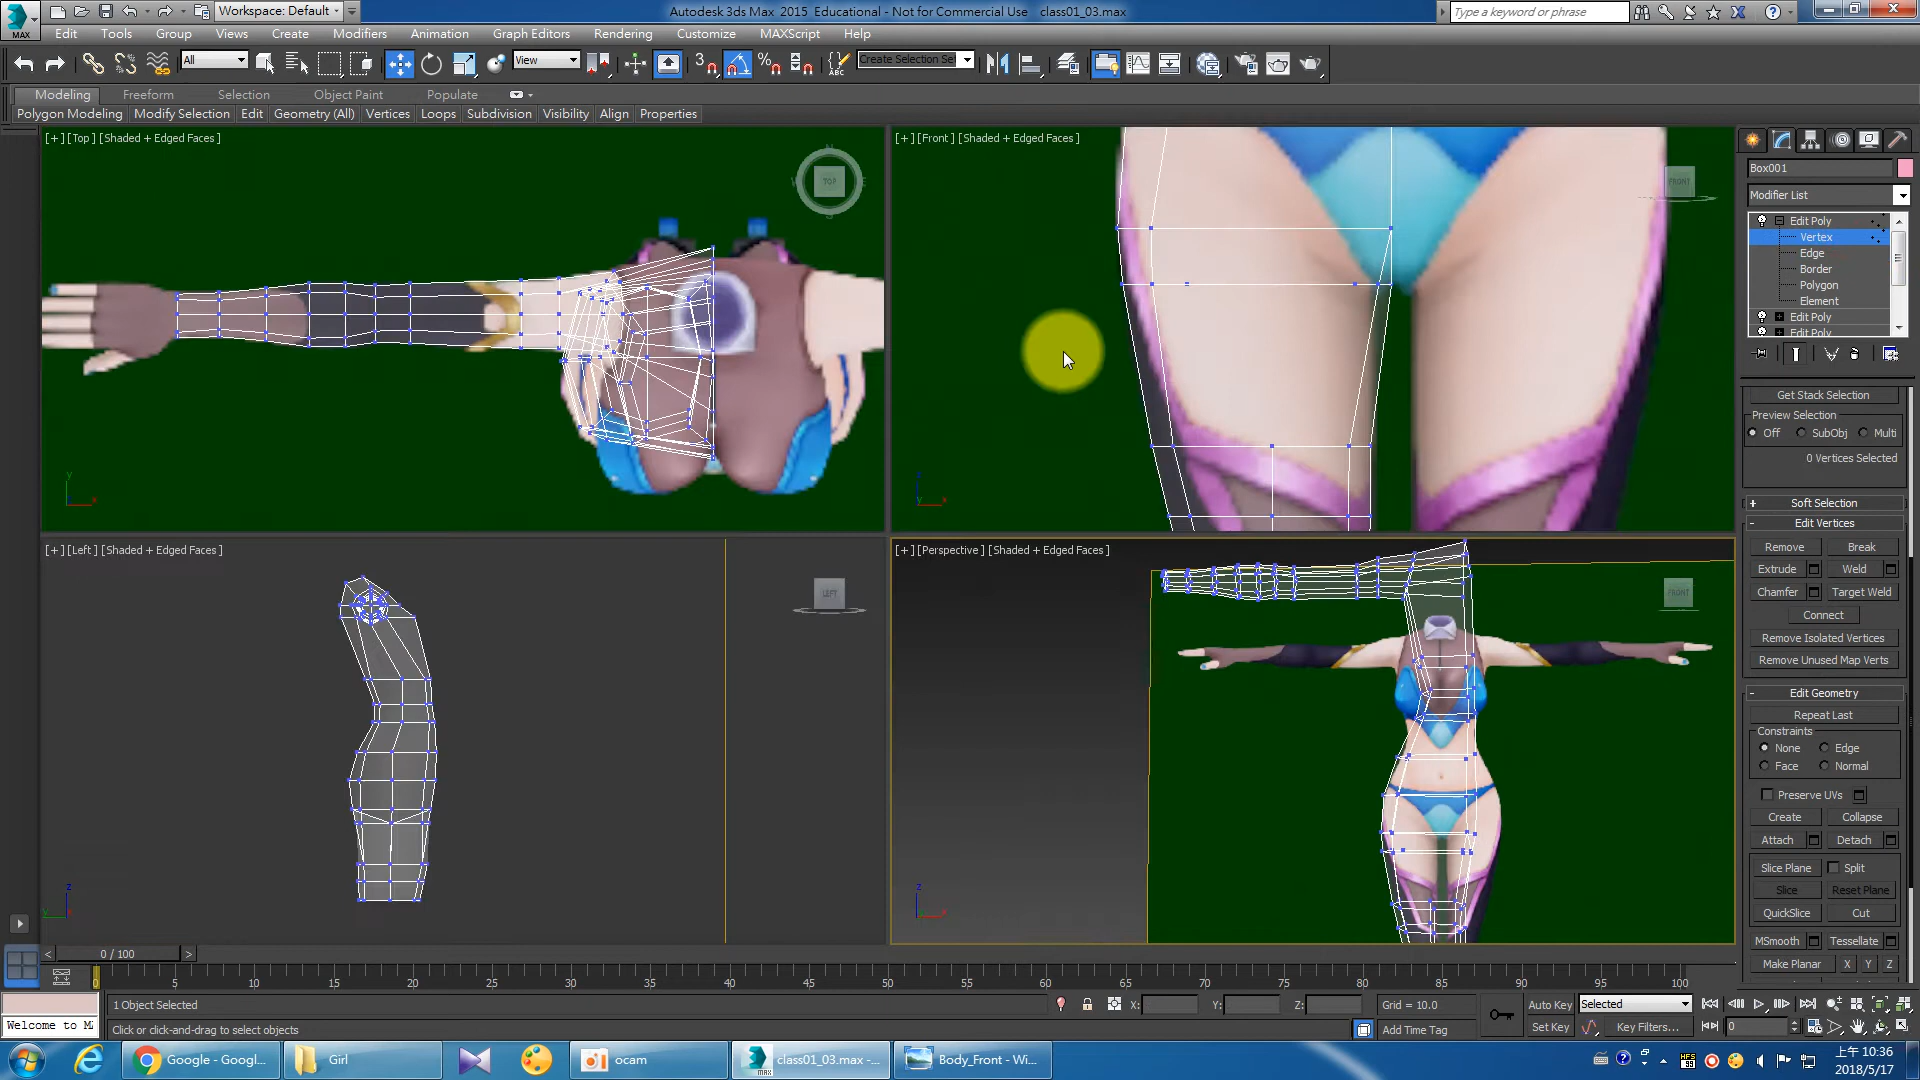 MAX
Workspace: Default
Autodesk 3ds Max 2015 Educational - Not for Commercial Use class01_03.max
Type a keyword or phrase
Edit Tools Group Views Create Modifiers Animation Graph Editors Rendering Customize MAXScript Help
All
View
3
Create Selection Se
Modeling Freeform Selection Object Paint Populate
Polygon Modeling Modify Selection Edit Geometry (All) Vertices Loops Subdivision Visibility Align Properties
[+] [Top] [Shaded + Edged Faces]
TOP
[+] [Front] [Shaded + Edged Faces]
FRONT
[+] [Left] [Shaded + Edged Faces]
LEFT
[+] [Perspective] [Shaded + Edged Faces]
FRONT
Box001
Modifier List
Edit Poly
Vertex
Edge
Border
Polygon
Element
Edit Poly
Edit Poly
Get Stack Selection
Preview Selection
Off SubObj Multi
0 Vertices Selected
+ Soft Selection
- Edit Vertices
Remove Break
Extrude Weld
Chamfer Target Weld
Connect
Remove Isolated Vertices
Remove Unused Map Verts
- Edit Geometry
Repeat Last
Constraints
None Edge
Face Normal
Preserve UVs
Create Collapse
Attach Detach
Slice Plane Split
Slice Reset Plane
QuickSlice Cut
MSmooth Tessellate
Make Planar X Y Z
0 / 100
5 10 15 20 25 30 35 40 45 50 55 60 65 70 75 80 85 90 95 100
1 Object Selected
X: Y: Z: Grid = 10.0
Auto Key Selected
Welcome to M
Click or click-and-drag to select objects
Add Time Tag
Set Key Key Filters... 0
Google - Googl...
Girl
ocam
class01_03.max -...
Body_Front - Wi...
上午 10:36
2018/5/17